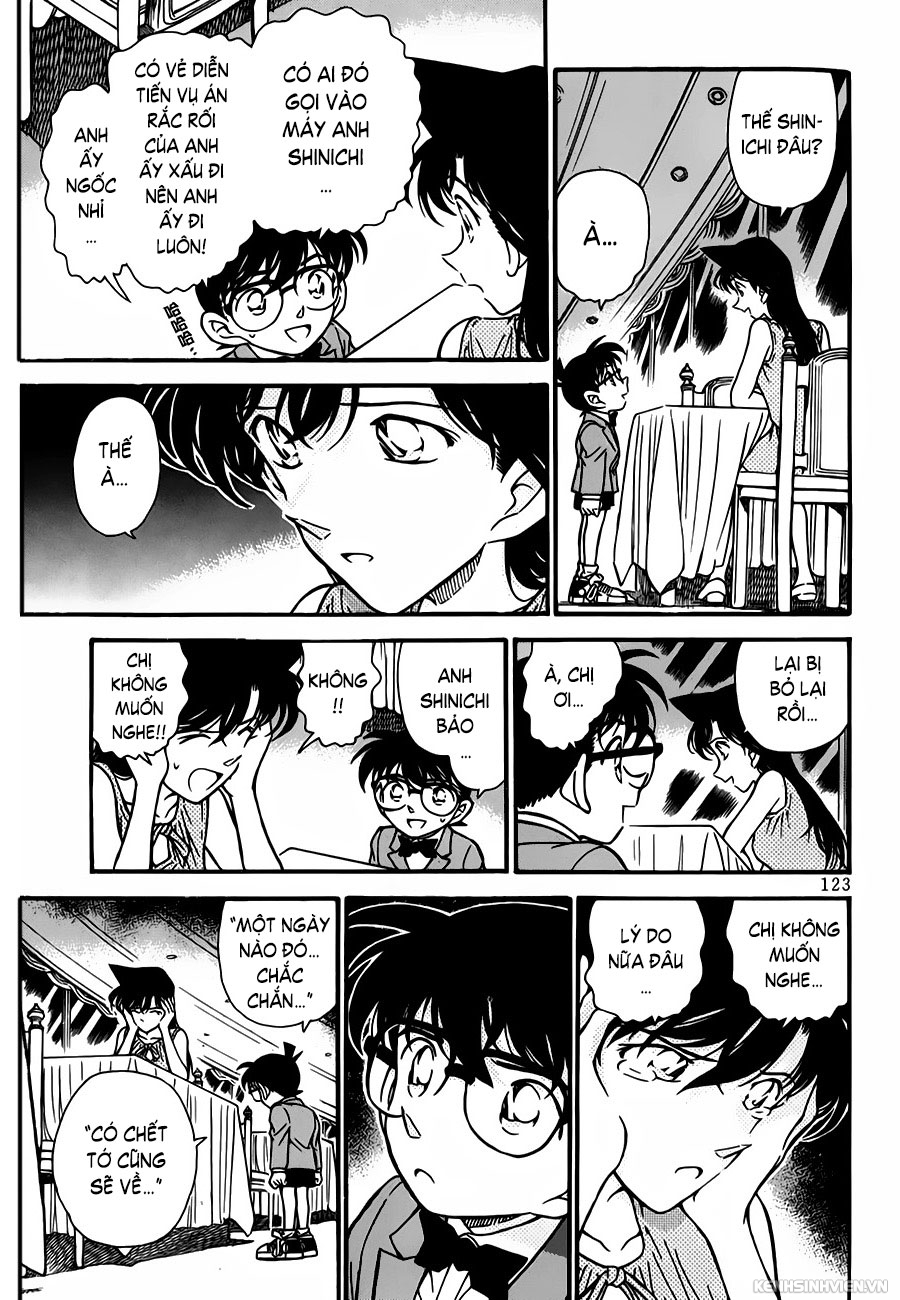 THẾ SHIN-
ICHI ĐÂU?
À...
CÓ AI ĐÓ
GỌI VÀO
MÁY ANH
SHINICHI
...
CÓ VẺ DIỄN
TIẾN VỤ ÁN
RẮC RỐI
CỦA ANH
ẤY XẤU ĐI
NÊN ANH
ẤY ĐI
LUÔN!
ANH
ẤY
NGỐC
NHỈ
...
哈哈哈..
THẾ
À...
LẠI BỊ
BỎ LẠI
RỒI...
À, CHỊ
ƠI...
ANH
SHINICHI
BẢO
KHÔNG
!!
CHỊ
KHÔNG
MUỐN
NGHE!!
123
CHỊ KHÔNG
MUỐN
NGHE...
LÝ DO
NỮA ĐÂU
...
"MỘT NGÀY
NÀO ĐÓ...
CHẮC
CHẮN..."
"CÓ CHẾT
TỚ CŨNG
SẼ VỀ..."
KENHSINHVIEN.VN